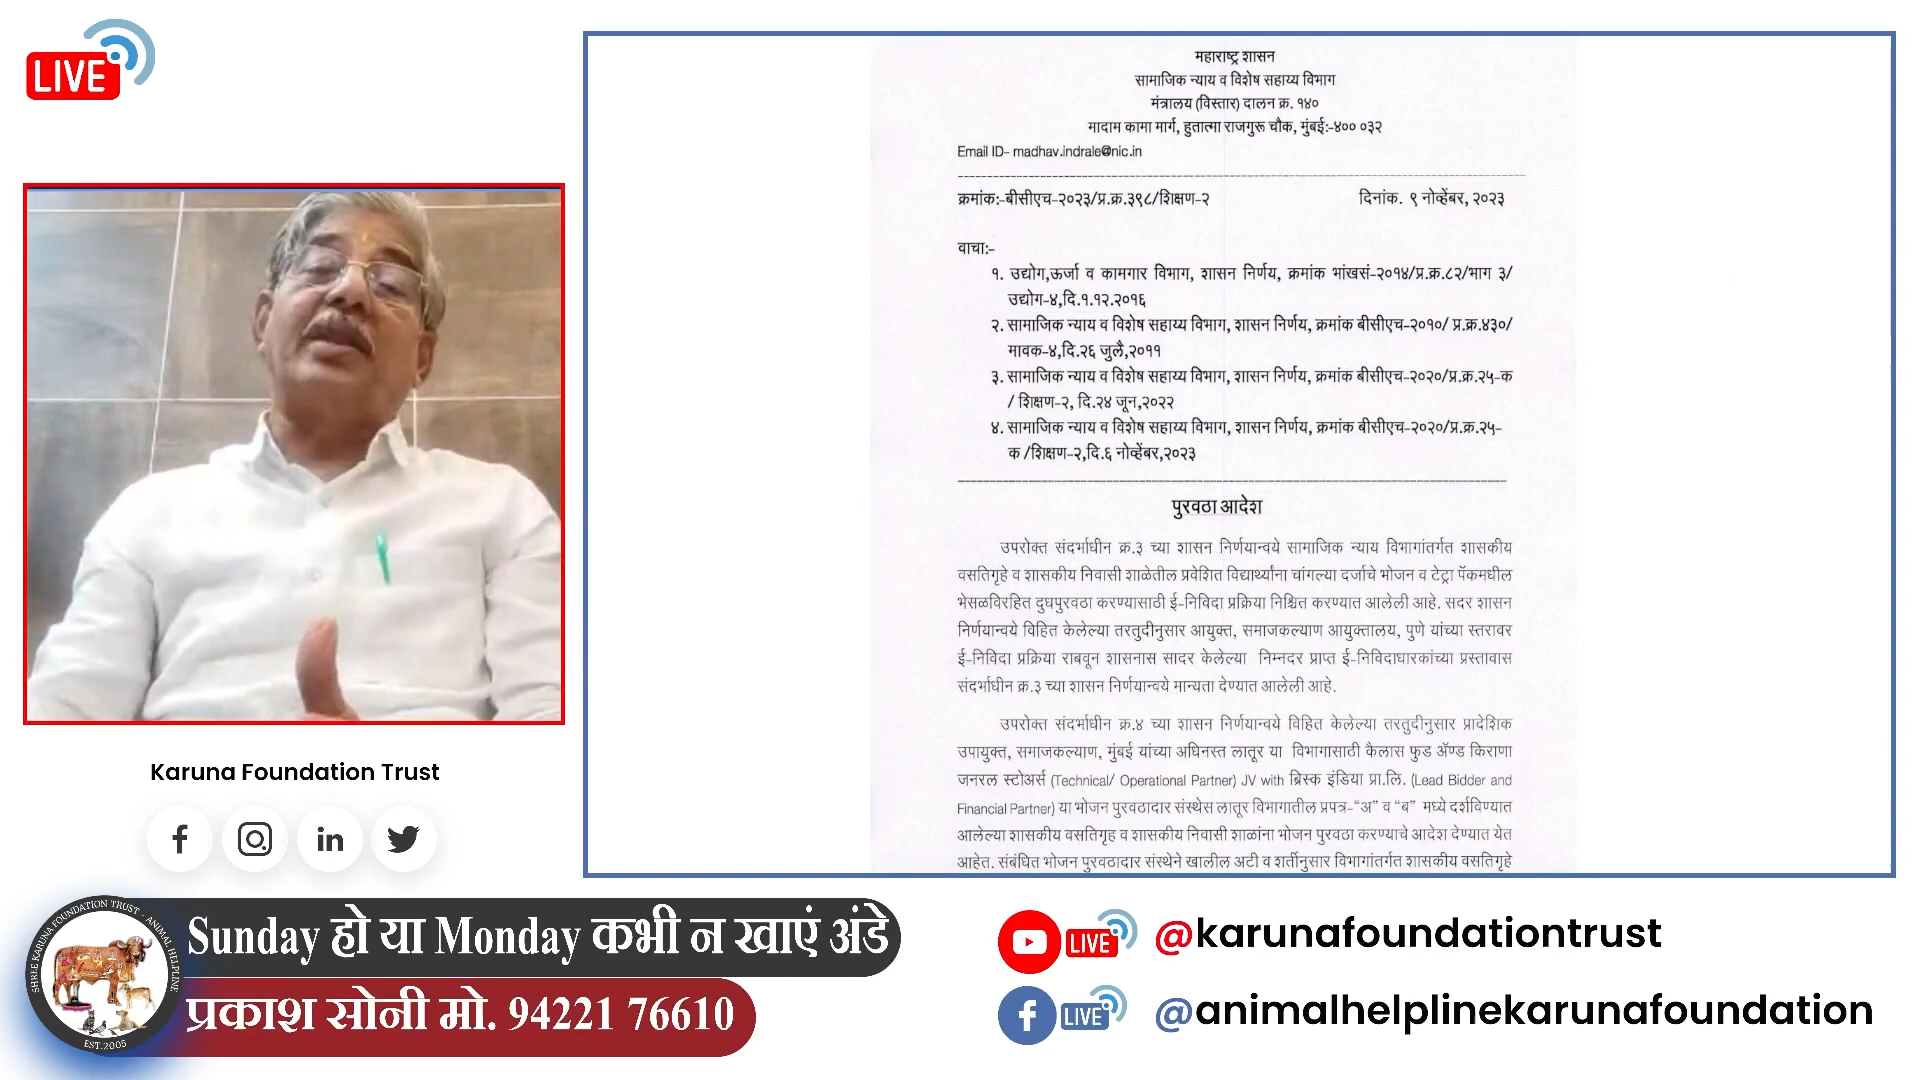 LIVE
महाराष्ट्र शासन
सामाजिक न्याय व विशेष सहाय्य विभाग
मंत्रालय (विस्तार) दालन क्र. १४०
मादाम कामा मार्ग, हुतात्मा राजगुरू चौक, मुंबई:-४०० ०३२
Email ID- madhav.indrale@nic.in
क्रमांक:-बीसीएच-२०२३/प्र.क्र.३९८/शिक्षण-२ दिनांक. ९ नोव्हेंबर, २०२३
वाचा:-
१. उद्योग,ऊर्जा व कामगार विभाग, शासन निर्णय, क्रमांक भांखसं-२०१४/प्र.क्र.८२/भाग ३/
उद्योग-४,दि.१.१२.२०१६
२. सामाजिक न्याय व विशेष सहाय्य विभाग, शासन निर्णय, क्रमांक बीसीएच-२०१०/ प्र.क्र.४३०/
मावक-४,दि.२६ जुलै,२०११
३. सामाजिक न्याय व विशेष सहाय्य विभाग, शासन निर्णय, क्रमांक बीसीएच-२०२०/प्र.क्र.२५-क
/ शिक्षण-२, दि.२४ जून,२०२२
४. सामाजिक न्याय व विशेष सहाय्य विभाग, शासन निर्णय, क्रमांक बीसीएच-२०२०/प्र.क्र.२५-
क /शिक्षण-२,दि.६ नोव्हेंबर,२०२३
पुरवठा आदेश
उपरोक्त संदर्भाधीन क्र.३ च्या शासन निर्णयान्वये सामाजिक न्याय विभागांतर्गत शासकीय
वसतिगृहे व शासकीय निवासी शाळेतील प्रवेशित विद्यार्थ्यांना चांगल्या दर्जाचे भोजन व टेट्रा पॅकमधील
भेसळविरहित दुधपुरवठा करण्यासाठी ई-निविदा प्रक्रिया निश्चित करण्यात आलेली आहे. सदर शासन
निर्णयान्वये विहित केलेल्या तरतुदीनुसार आयुक्त, समाजकल्याण आयुक्तालय, पुणे यांच्या स्तरावर
ई-निविदा प्रक्रिया राबवून शासनास सादर केलेल्या निम्नदर प्राप्त ई-निविदाधारकांच्या प्रस्तावास
संदर्भाधीन क्र.३ च्या शासन निर्णयान्वये मान्यता देण्यात आलेली आहे.
उपरोक्त संदर्भाधीन क्र.४ च्या शासन निर्णयान्वये विहित केलेल्या तरतुदीनुसार प्रादेशिक
उपायुक्त, समाजकल्याण, मुंबई यांच्या अधिनस्त लातूर या विभागासाठी कैलास फुड ॲण्ड किराणा
जनरल स्टोअर्स (Technical/ Operational Partner) JV with ब्रिस्क इंडिया प्रा.लि. (Lead Bidder and
Financial Partner) या भोजन पुरवठादार संस्थेस लातूर विभागातील प्रपत्र-“अ” व “ब” मध्ये दर्शविण्यात
आलेल्या शासकीय वसतिगृह व शासकीय निवासी शाळांना भोजन पुरवठा करण्याचे आदेश देण्यात येत
आहेत. संबंधित भोजन पुरवठादार संस्थेने खालील अटी व शर्तीनुसार विभागांतर्गत शासकीय वसतिगृहे
Karuna Foundation Trust
SHREE KARUNA FOUNDATION TRUST - ANIMAL HELPLINE
EST.2005
Sunday हो या Monday कभी न खाएं अंडे
प्रकाश सोनी मो. 94221 76610
LIVE @karunafoundationtrust
LIVE @animalhelplinekarunafoundation